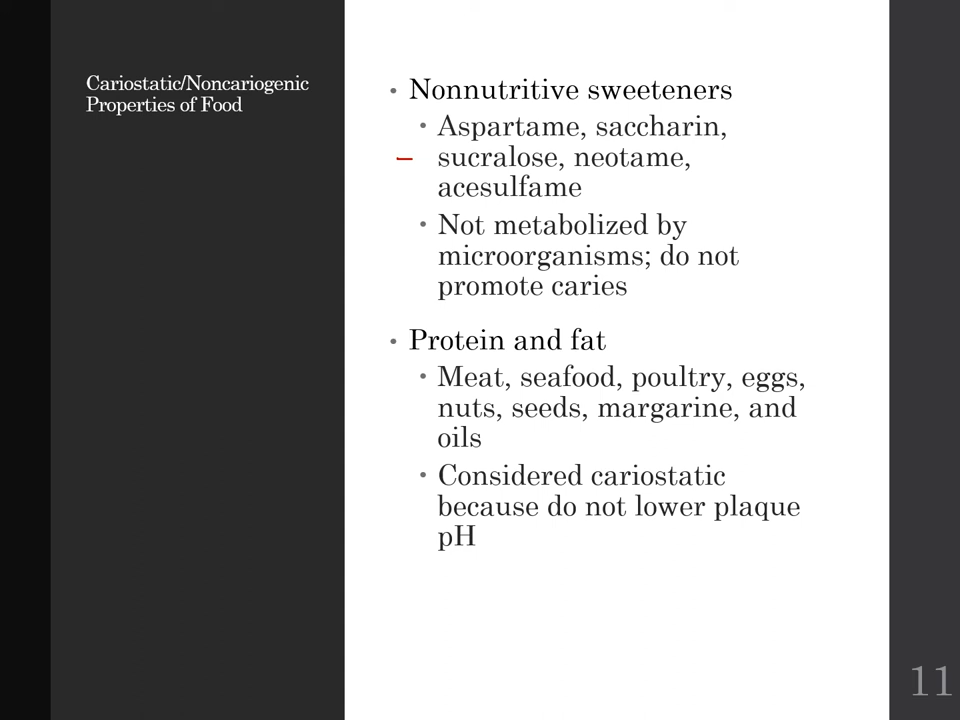 Cariostatic/Noncariogenic
Properties of Food
• Nonnutritive sweeteners
• Aspartame, saccharin,
– sucralose, neotame,
acesulfame
• Not metabolized by
microorganisms; do not
promote caries
• Protein and fat
• Meat, seafood, poultry, eggs,
nuts, seeds, margarine, and
oils
• Considered cariostatic
because do not lower plaque
pH
11